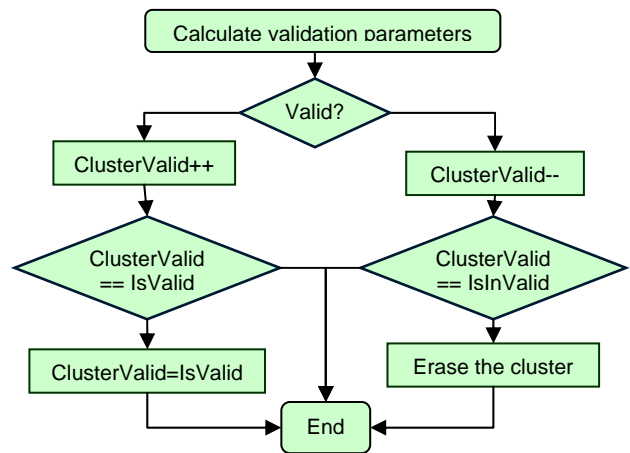 Calculate validation parameters
Valid?
ClusterValid++
ClusterValid--
ClusterValid
== IsValid
ClusterValid
== IsInValid
ClusterValid=IsValid
Erase the cluster
End